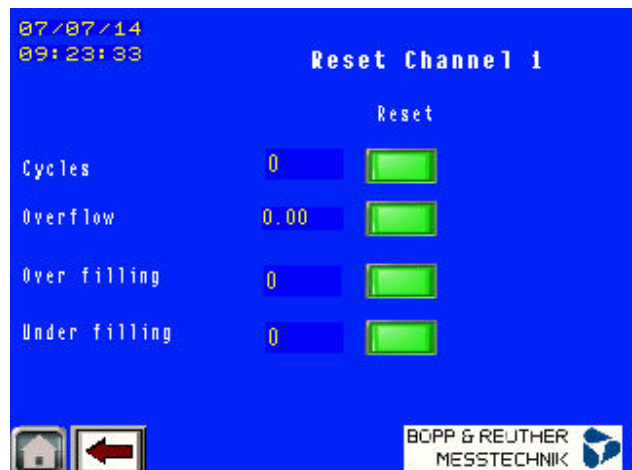 07/07/14
09:23:33
Reset Channel 1
Reset
Cycles 0
Overflow 0.00
Over filling 0
Under filling 0
BOPP & REUTHER
MESSTECHNIK